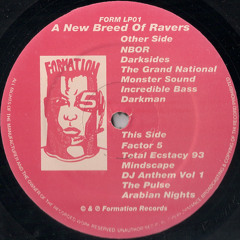 FORM LP01
A New Breed Of Ravers
Other Side
NBOR
Darksides
The Grand National
Monster Sound
Incredible Bass
Darkman
FORMATION
5
This Side
Factor 5
Total Ecstacy 93
Mindscape
DJ Anthem Vol 1
The Pulse
Arabian Nights
© & ℗ Formation Records